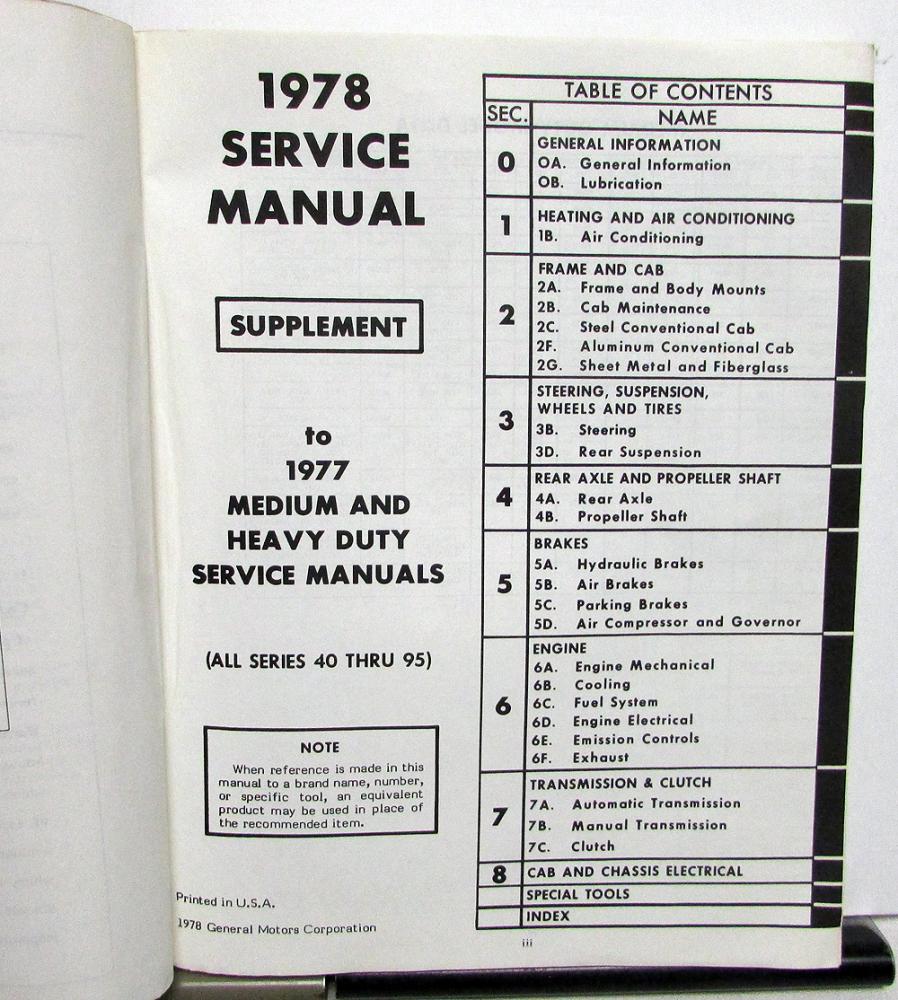 1978
SERVICE
MANUAL
SUPPLEMENT
to
1977
MEDIUM AND
HEAVY DUTY
SERVICE MANUALS
(ALL SERIES 40 THRU 95)
NOTE
When reference is made in this
manual to a brand name, number,
or specific tool, an equivalent
product may be used in place of
the recommended item.
Printed in U.S.A.
1978 General Motors Corporation
TABLE OF CONTENTS
SEC. NAME
0 GENERAL INFORMATION
OA. General Information
OB. Lubrication
1 HEATING AND AIR CONDITIONING
1B. Air Conditioning
2 FRAME AND CAB
2A. Frame and Body Mounts
2B. Cab Maintenance
2C. Steel Conventional Cab
2F. Aluminum Conventional Cab
2G. Sheet Metal and Fiberglass
3 STEERING, SUSPENSION,
WHEELS AND TIRES
3B. Steering
3D. Rear Suspension
4 REAR AXLE AND PROPELLER SHAFT
4A. Rear Axle
4B. Propeller Shaft
5 BRAKES
5A. Hydraulic Brakes
5B. Air Brakes
5C. Parking Brakes
5D. Air Compressor and Governor
6 ENGINE
6A. Engine Mechanical
6B. Cooling
6C. Fuel System
6D. Engine Electrical
6E. Emission Controls
6F. Exhaust
7 TRANSMISSION & CLUTCH
7A. Automatic Transmission
7B. Manual Transmission
7C. Clutch
8 CAB AND CHASSIS ELECTRICAL
SPECIAL TOOLS
INDEX
iii